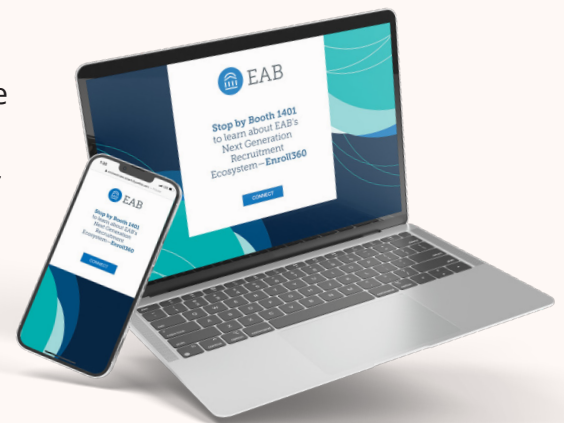 e
EAB
Stop by Booth 1401
to learn about EAB's
Next Generation
Recruitment
Ecosystem—Enroll360
CONNECT
EAB
Stop by Booth 1401
to learn about EAB's
Next Generation
Recruitment
Ecosystem—Enroll360
CONNECT